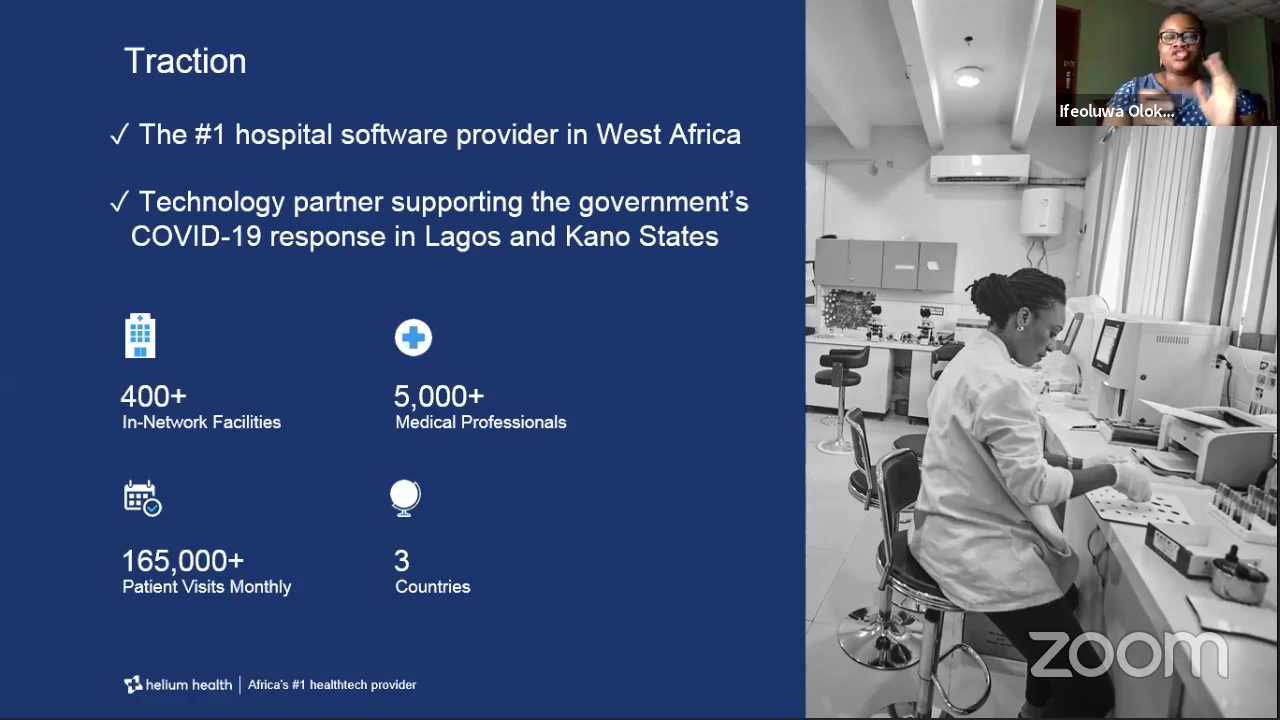 Traction
✓ The #1 hospital software provider in West Africa
✓ Technology partner supporting the government's
COVID-19 response in Lagos and Kano States
400+
In-Network Facilities
5,000+
Medical Professionals
165,000+
Patient Visits Monthly
3
Countries
helium health | Africa's #1 healthtech provider
Ifeoluwa Olok...
zoom